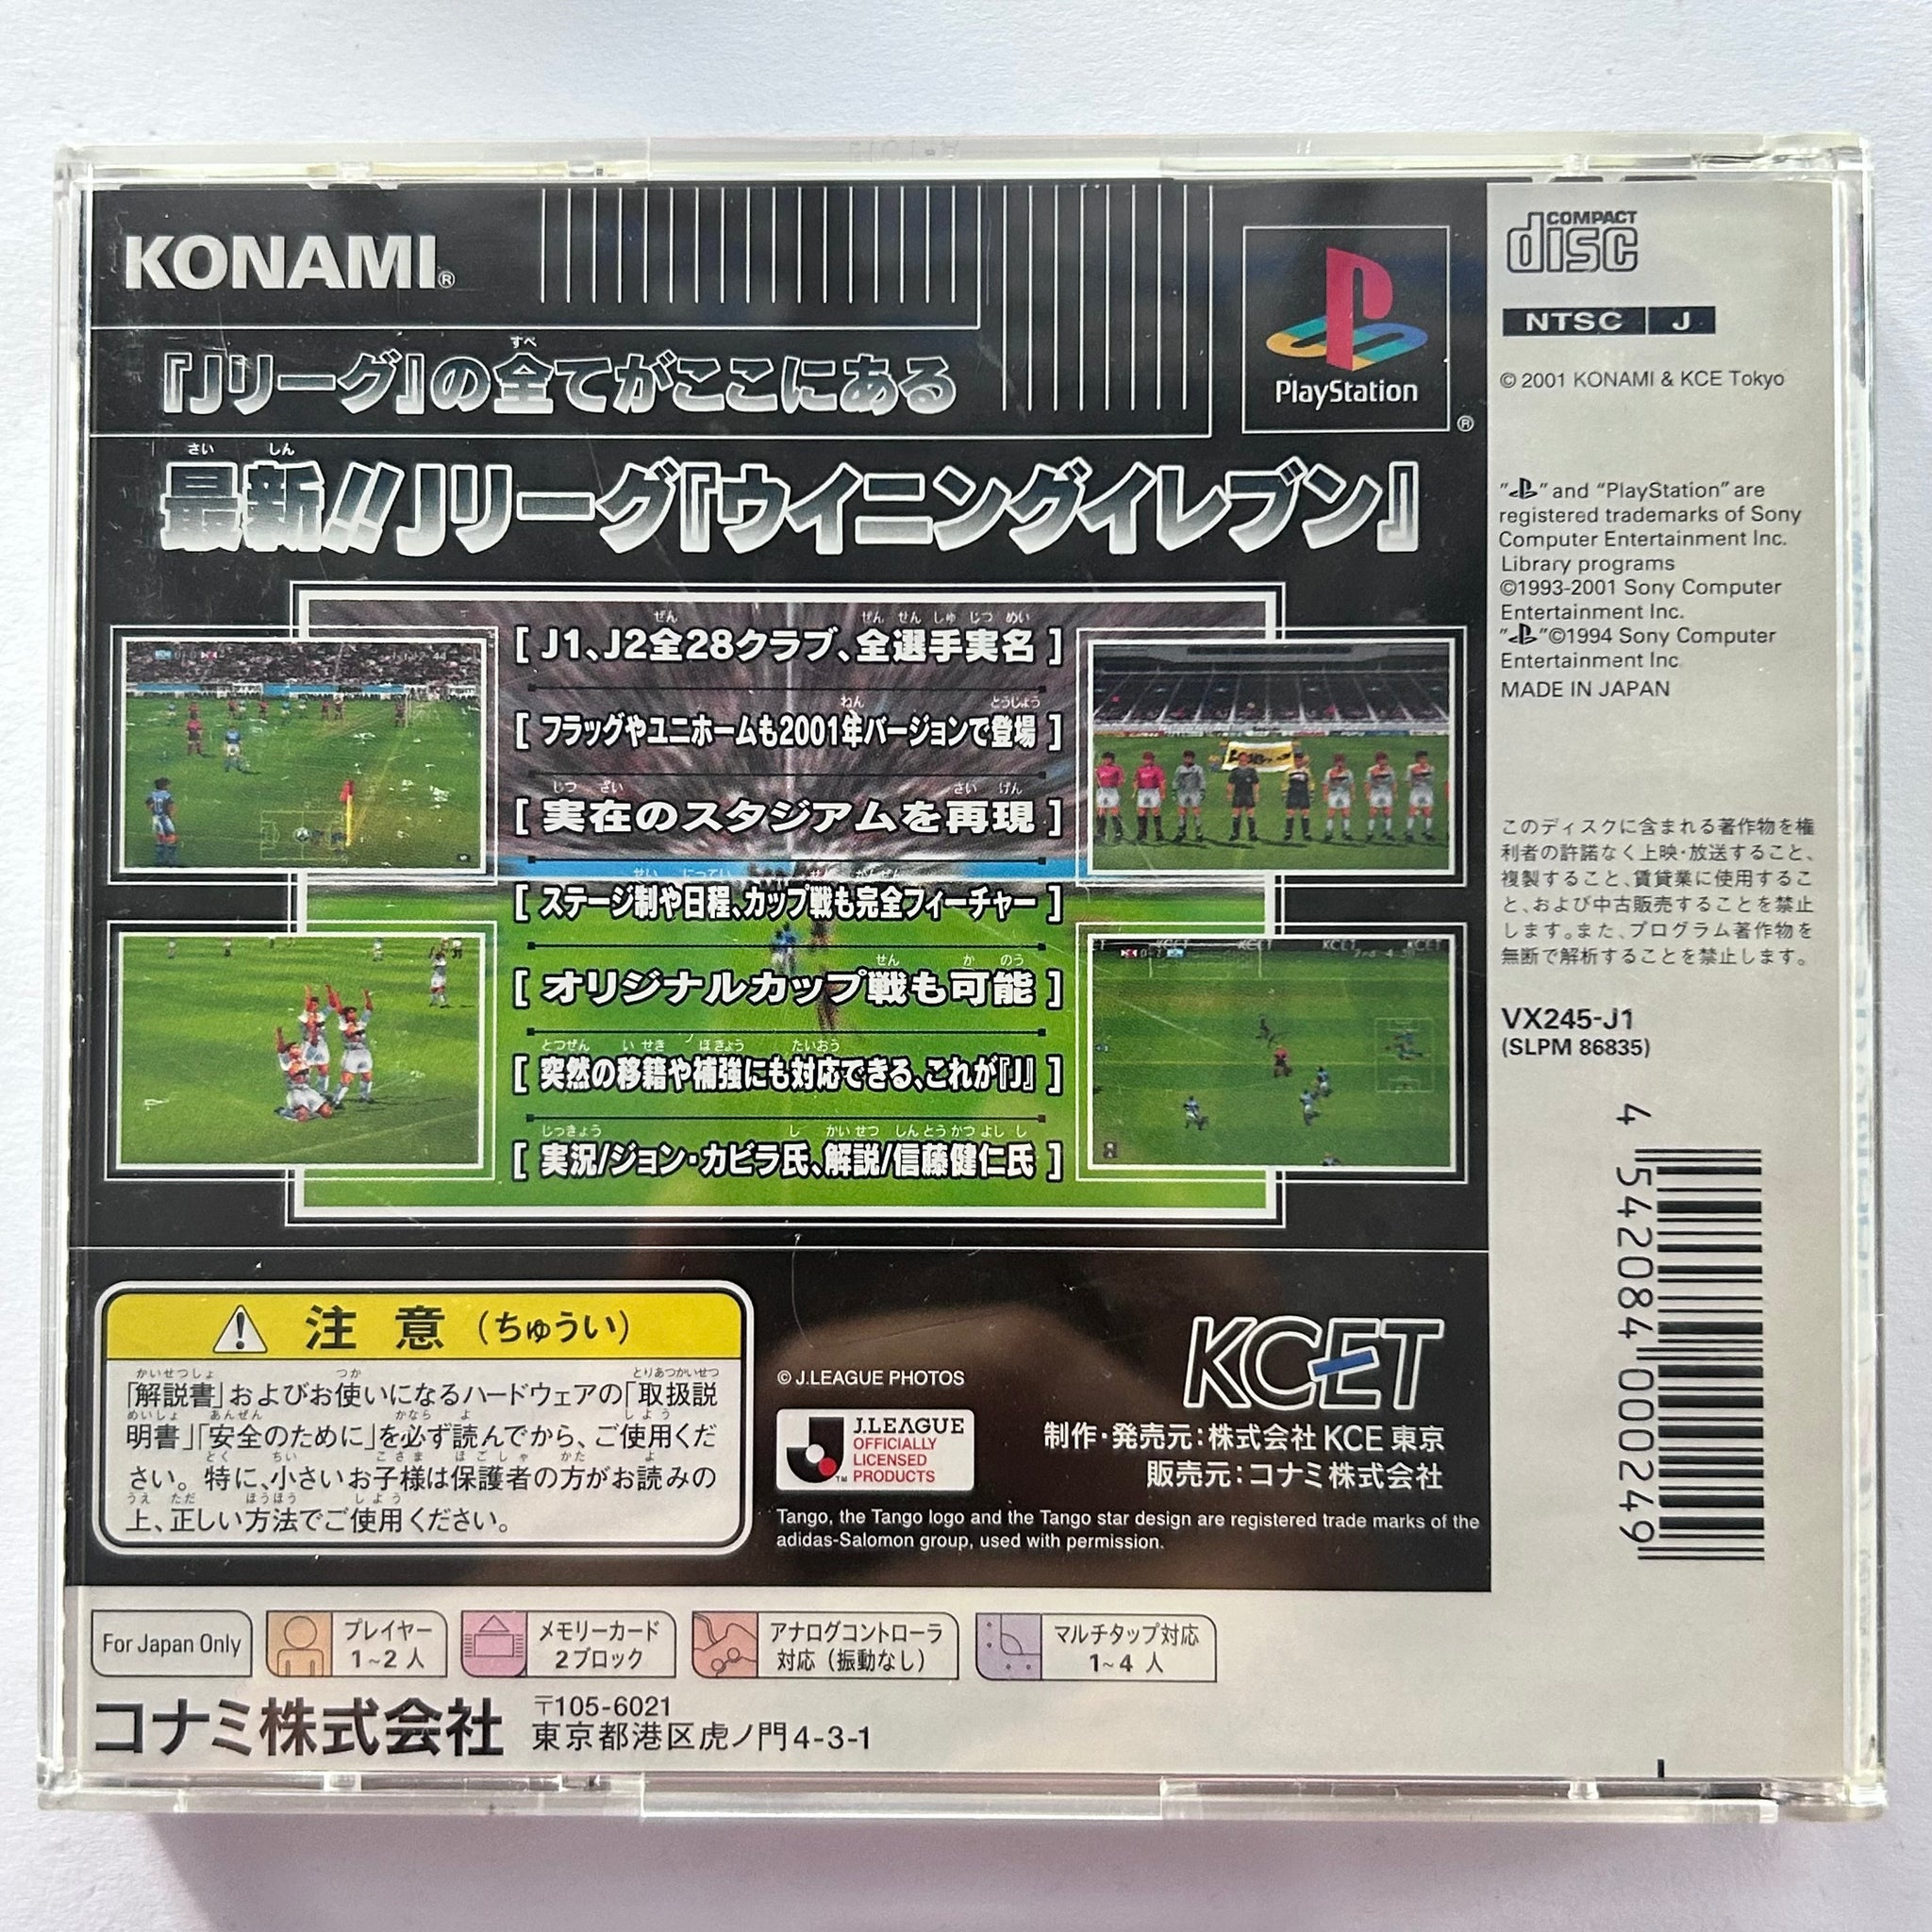 KONAMI®
『Jリーグ』の全てがここにある
最新!!Jリーグ『ウイニングイレブン』
PlayStation
®
[ J1、J2全28クラブ、全選手実名 ]
[ フラッグやユニホームも2001年バージョンで登場 ]
[ 実在のスタジアムを再現 ]
[ ステージ制や日程、カップ戦も完全フィーチャー ]
[ オリジナルカップ戦も可能 ]
[ 突然の移籍や補強にも対応できる、これが『J』 ]
[ 実況/ジョン・カビラ氏、解説/信藤健仁氏 ]
注意(ちゅうい)
「解説書」およびお使いになるハードウェアの「取扱説
明書」「安全のために」を必ず読んでから、ご使用くだ
さい。特に、小さいお子様は保護者の方がお読みの
上、正しい方法でご使用ください。
© J.LEAGUE PHOTOS
J.LEAGUE
OFFICIALLY
LICENSED
PRODUCTS
TM
KCET
制作・発売元:株式会社 KCE 東京
販売元:コナミ株式会社
Tango, the Tango logo and the Tango star design are registered trade marks of the
adidas-Salomon group, used with permission.
COMPACT
disc
NTSC J
© 2001 KONAMI & KCE Tokyo
" " and "PlayStation" are
registered trademarks of Sony
Computer Entertainment Inc.
Library programs
©1993-2001 Sony Computer
Entertainment Inc.
" "©1994 Sony Computer
Entertainment Inc
MADE IN JAPAN
このディスクに含まれる著作物を権
利者の許諾なく上映・放送すること、
複製すること、賃貸業に使用するこ
と、および中古販売することを禁止
します。また、プログラム著作物を
無断で解析することを禁止します。
VX245-J1
(SLPM 86835)
4 542084 000249
For Japan Only
プレイヤー
1~2 人
メモリーカード
2ブロック
アナログコントローラ
対応(振動なし)
マルチタップ対応
1~4 人
コナミ株式会社
〒105-6021
東京都港区虎ノ門4-3-1